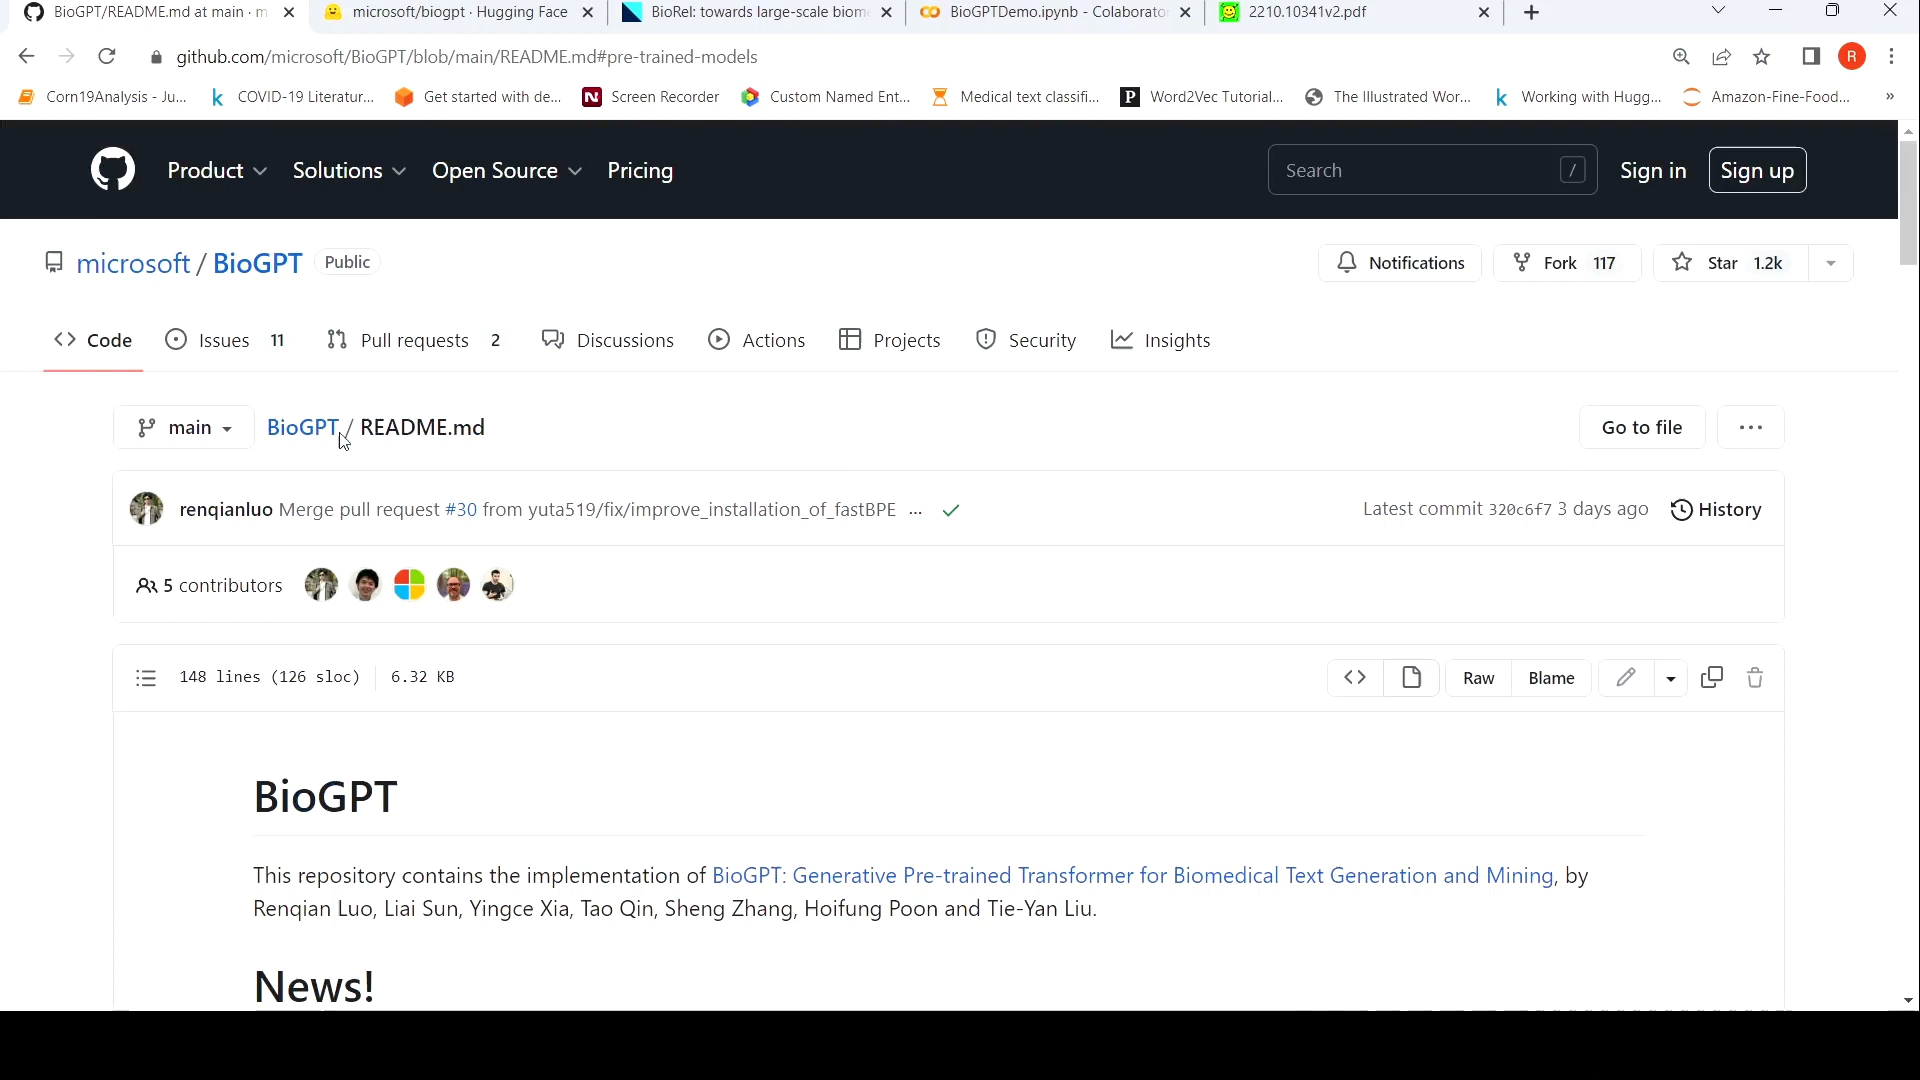 BioGPT/README.md at main · m
microsoft/biogpt · Hugging Face
BioRel: towards large-scale biome
BioGPTDemo.ipynb - Colaborator
2210.10341v2.pdf
github.com/microsoft/BioGPT/blob/main/README.md#pre-trained-models
R
Corn19Analysis - Ju...
COVID-19 Literatur...
Get started with de...
Screen Recorder
Custom Named Ent...
Medical text classifi...
Word2Vec Tutorial...
The Illustrated Wor...
Working with Hugg...
Amazon-Fine-Food...
»
Product
Solutions
Open Source
Pricing
Search /
Sign in
Sign up
microsoft / BioGPT Public
Notifications
Fork 117
Star 1.2k
Code
Issues 11
Pull requests 2
Discussions
Actions
Projects
Security
Insights
main
BioGPT / README.md
Go to file
...
renqianluo Merge pull request #30 from yuta519/fix/improve_installation_of_fastBPE ...
Latest commit 320c6f7 3 days ago
History
5 contributors
148 lines (126 sloc) 6.32 KB
<> Raw Blame
BioGPT
This repository contains the implementation of BioGPT: Generative Pre-trained Transformer for Biomedical Text Generation and Mining, by
Renqian Luo, Liai Sun, Yingce Xia, Tao Qin, Sheng Zhang, Hoifung Poon and Tie-Yan Liu.
News!